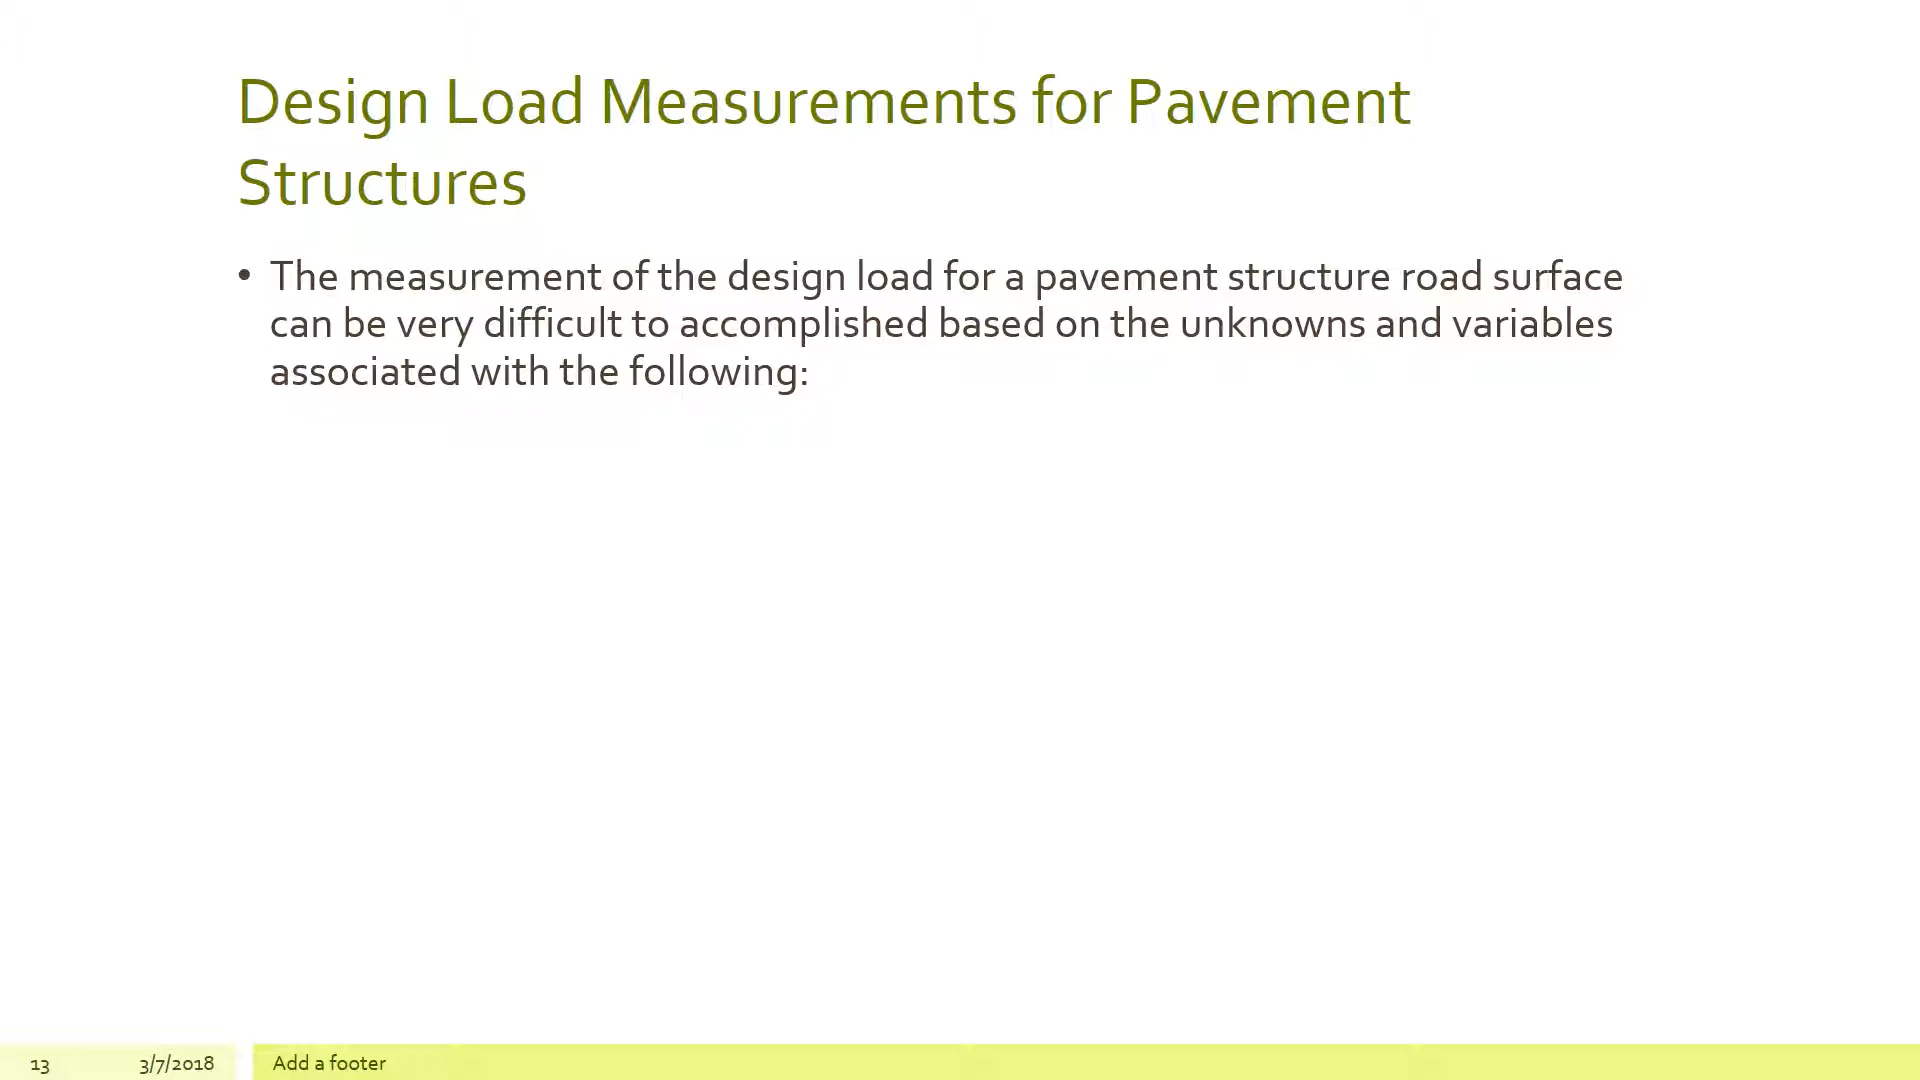 Design Load Measurements for Pavement
Structures
• The measurement of the design load for a pavement structure road surface
can be very difficult to accomplished based on the unknowns and variables
associated with the following:
13 3/7/2018 Add a footer